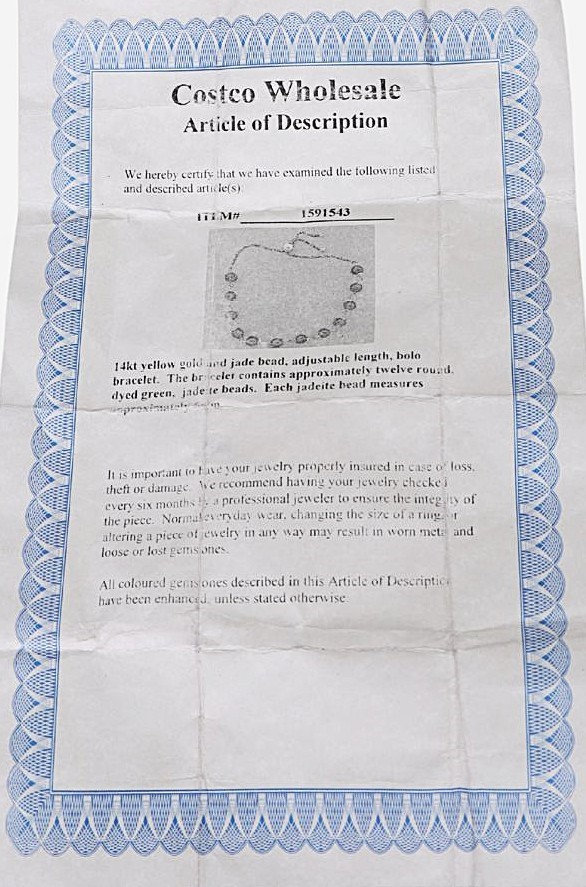 Costco Wholesale
Article of Description
We hereby certify that we have examined the following listed
and described article(s)
ITEM# 1591543
14kt yellow gold and jade bead, adjustable length, bolo
bracelet. The bracelet contains approximately twelve round,
dyed green, jadeite beads. Each jadeite bead measures
approximately
It is important to have your jewelry properly insured in case of loss,
theft or damage. We recommend having your jewelry checked
every six months by a professional jeweler to ensure the integrity of
the piece. Normal everyday wear, changing the size of a ring, or
altering a piece of jewelry in any way may result in worn metal and
loose or lost gemstones.
All coloured gemstones described in this Article of Description
have been enhanced, unless stated otherwise